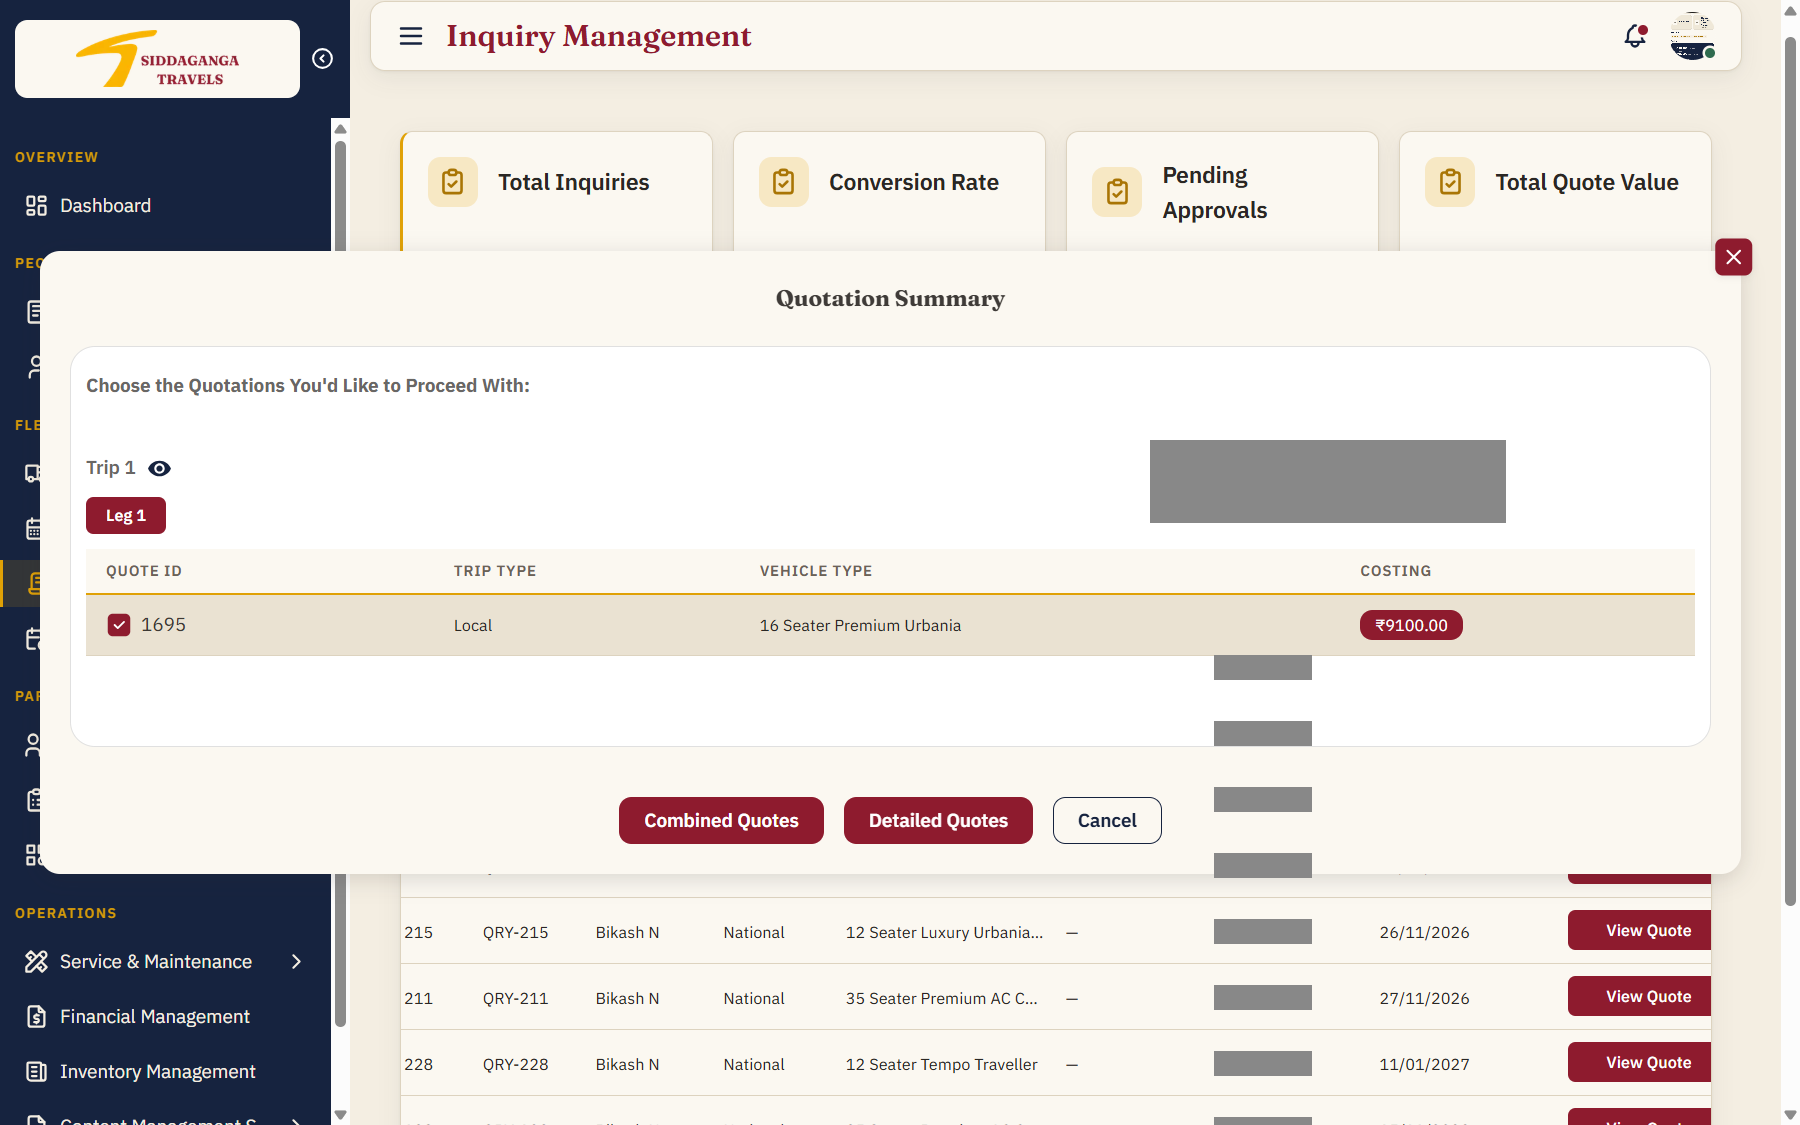 SIDDAGANGA
TRAVELS
Inquiry Management
OVERVIEW
Dashboard
Total Inquiries
Conversion Rate
Pending
Approvals
Total Quote Value
Quotation Summary
Choose the Quotations You'd Like to Proceed With:
Trip 1
Leg 1
QUOTE ID TRIP TYPE VEHICLE TYPE COSTING
1695 Local 16 Seater Premium Urbania ₹9100.00
Combined Quotes Detailed Quotes Cancel
OPERATIONS
Service & Maintenance
Financial Management
Inventory Management
215 QRY-215 Bikash N National 12 Seater Luxury Urbania... — 26/11/2026 View Quote
211 QRY-211 Bikash N National 35 Seater Premium AC C... — 27/11/2026 View Quote
228 QRY-228 Bikash N National 12 Seater Tempo Traveller — 11/01/2027 View Quote